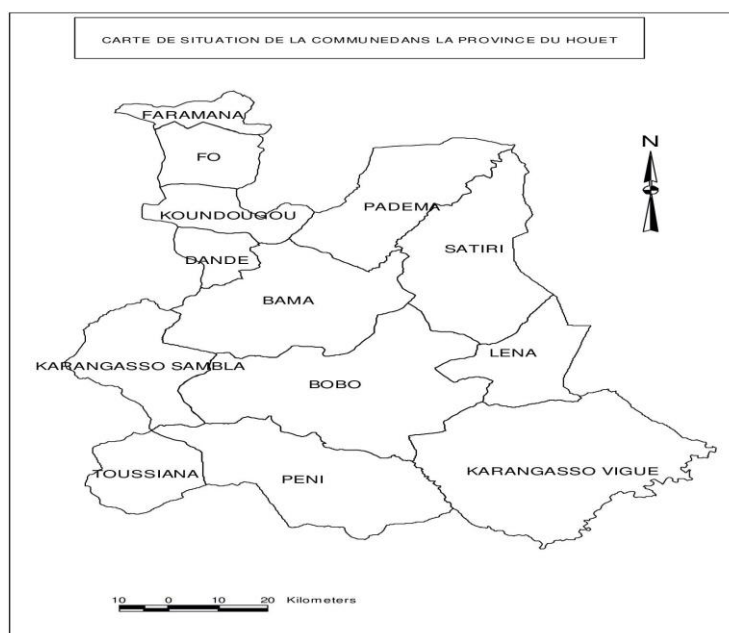 CARTE DE SITUATION DE LA COMMUNEDANS LA PROVINCE DU HOUET
FARAMANA
N
FO
PADEMA
KOUNDOUGOU
SATIRI
DANDE
BAMA
LENA
KARANGASSO SAMBLA
BOBO
KARANGASSO VIGUE
TOUSSIANA
PENI
10 0 10 20 Kilometers